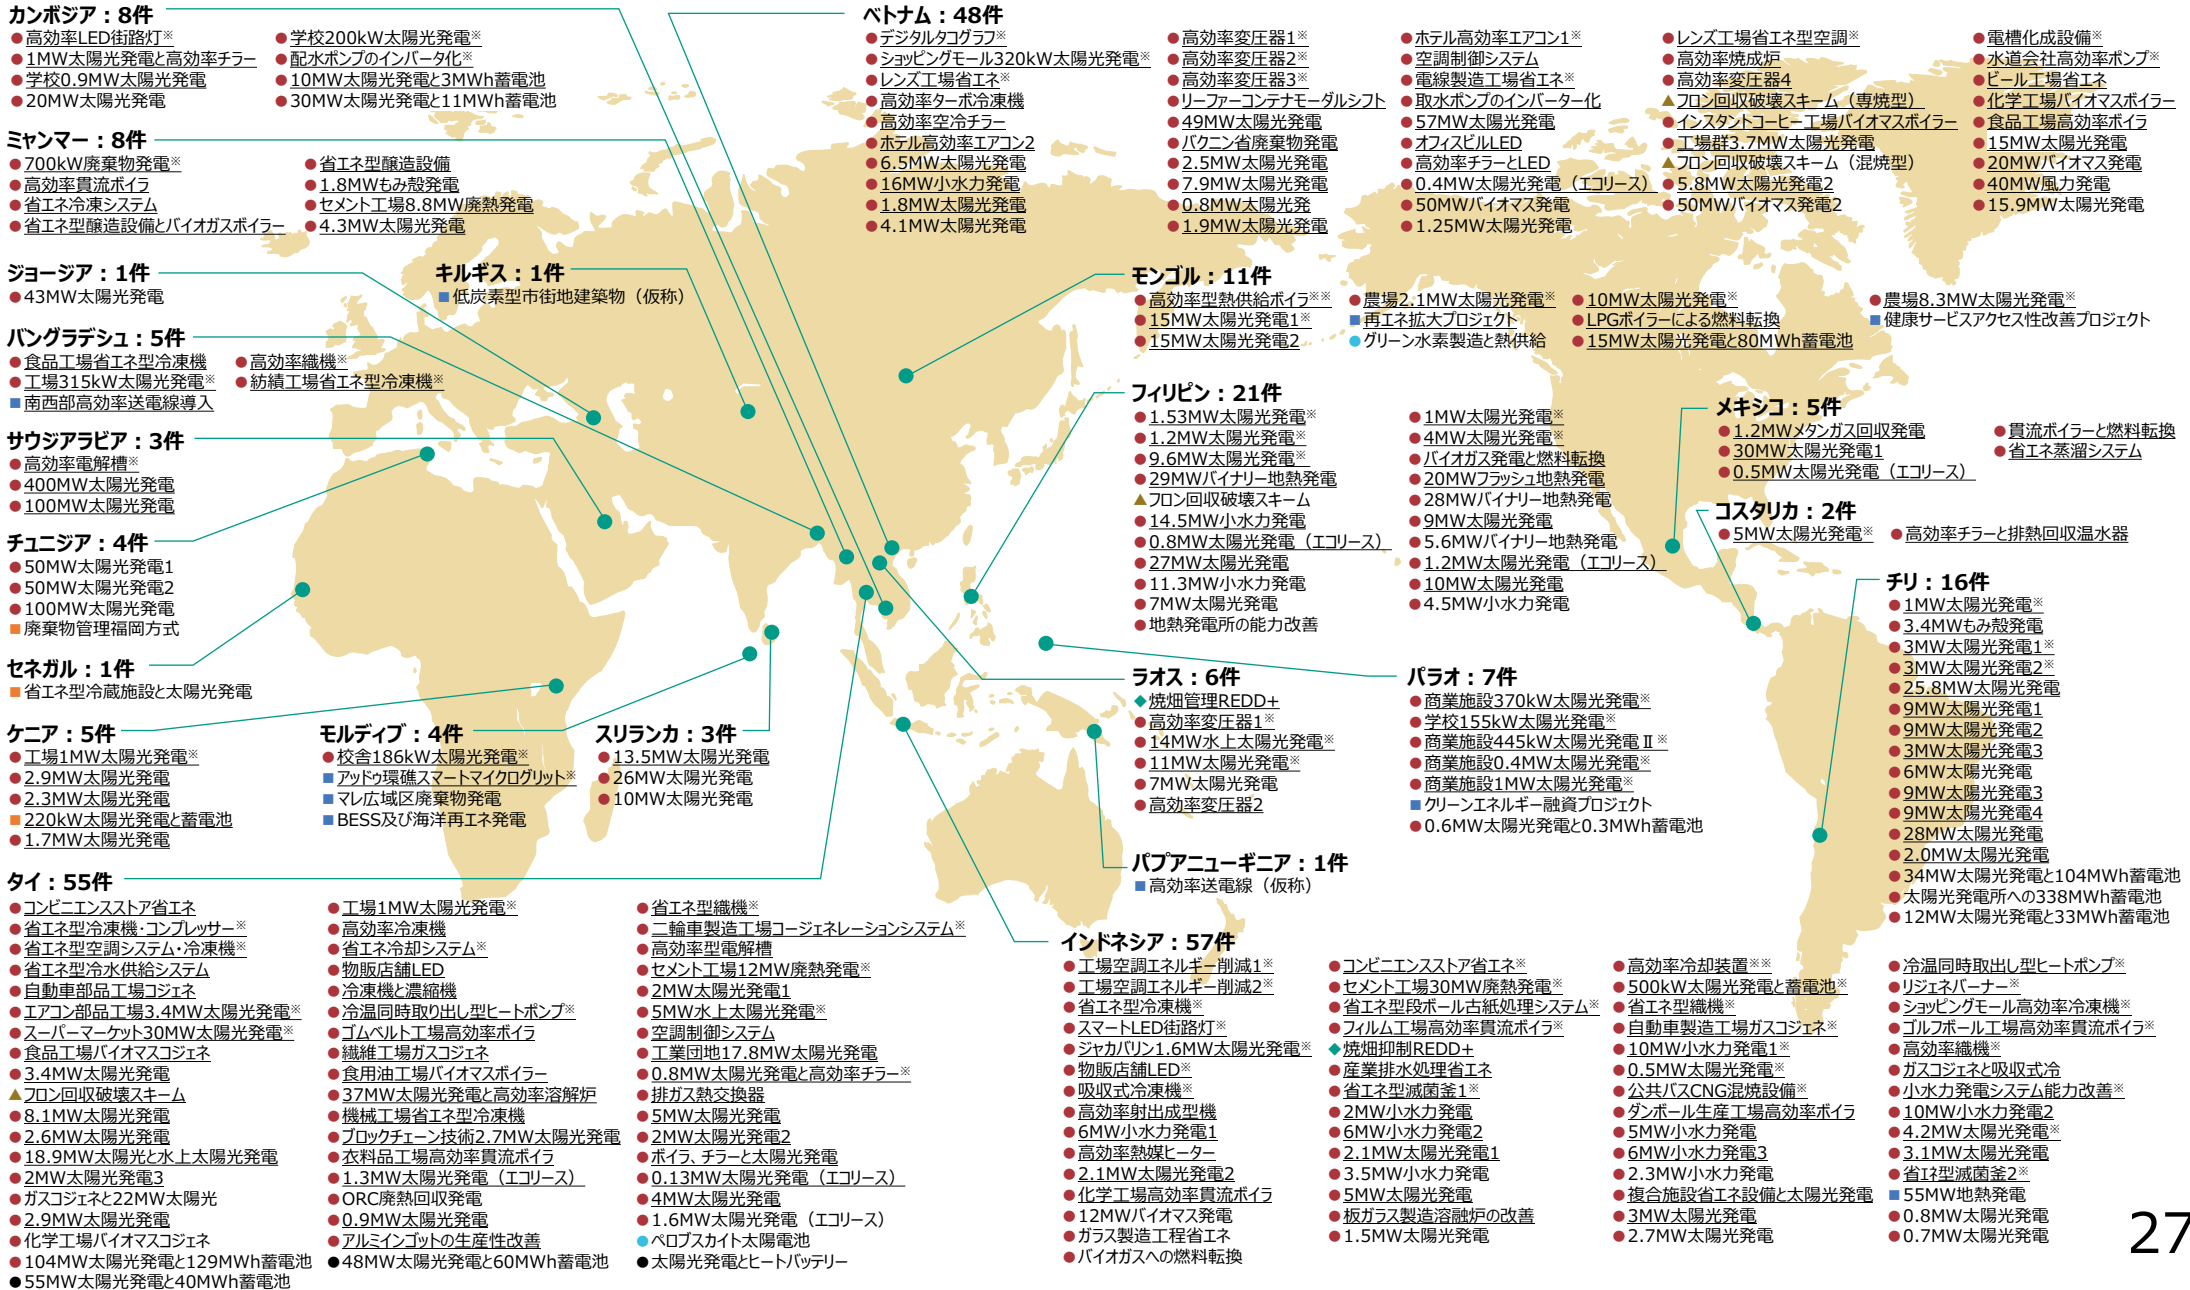 カンボジア：8件
●高効率LED街路灯※
●1MW太陽光発電と高効率チラー
●学校0.9MW太陽光発電
●20MW太陽光発電
●学校200kW太陽光発電※
●配水ポンプのインバータ化※
●10MW太陽光発電と3MWh蓄電池
●30MW太陽光発電と11MWh蓄電池
ミャンマー：8件
●700kW廃棄物発電※
●高効率貫流ボイラ
●省エネ冷凍システム
●省エネ型醸造設備とバイオガスボイラー
●省エネ型醸造設備
●1.8MWもみ殻発電
●セメント工場8.8MW廃熱発電
●4.3MW太陽光発電
ジョージア：1件
●43MW太陽光発電
キルギス：1件
■低炭素型市街地建築物（仮称）
バングラデシュ：5件
●食品工場省エネ型冷凍機
●工場315kW太陽光発電※
■南西部高効率送電線導入
●高効率織機※
●紡績工場省エネ型冷凍機※
サウジアラビア：3件
●高効率電解槽※
●400MW太陽光発電
●100MW太陽光発電
チュニジア：4件
●50MW太陽光発電1
●50MW太陽光発電2
●100MW太陽光発電
■廃棄物管理福岡方式
セネガル：1件
■省エネ型冷蔵施設と太陽光発電
ケニア：5件
●工場1MW太陽光発電※
●2.9MW太陽光発電
●2.3MW太陽光発電
■220kW太陽光発電と蓄電池
●1.7MW太陽光発電
モルディブ：4件
●校舎186kW太陽光発電※
■アッドゥ環礁スマートマイクログリット※
■マレ広域区廃棄物発電
■BESS及び海洋再エネ発電
スリランカ：3件
●13.5MW太陽光発電
●26MW太陽光発電
●10MW太陽光発電
タイ：55件
●コンビニエンスストア省エネ
●省エネ型冷凍機・コンプレッサー※
●省エネ型空調システム・冷凍機※
●省エネ型冷水供給システム
●自動車部品工場コジェネ
●エアコン部品工場3.4MW太陽光発電※
●スーパーマーケット30MW太陽光発電※
●食品工場バイオマスコジェネ
●3.4MW太陽光発電
▲フロン回収破壊スキーム
●8.1MW太陽光発電
●2.6MW太陽光発電
●18.9MW太陽光と水上太陽光発電
●2MW太陽光発電3
●ガスコジェネと22MW太陽光
●2.9MW太陽光発電
●化学工場バイオマスコジェネ
●104MW太陽光発電と129MWh蓄電池
●55MW太陽光発電と40MWh蓄電池
●工場1MW太陽光発電※
●高効率冷凍機
●省エネ冷却システム※
●物販店舗LED
●冷凍機と濃縮機
●冷温同時取り出し型ヒートポンプ※
●ゴムベルト工場高効率ボイラ
●繊維工場ガスコジェネ
●食用油工場バイオマスボイラー
●37MW太陽光発電と高効率溶解炉
●機械工場省エネ型冷凍機
●ブロックチェーン技術2.7MW太陽光発電
●衣料品工場高効率貫流ボイラ
●1.3MW太陽光発電（エコリース）
●ORC廃熱回収発電
●0.9MW太陽光発電
●アルミインゴットの生産性改善
●48MW太陽光発電と60MWh蓄電池
●省エネ型織機※
●二輪車製造工場コージェネレーションシステム※
●高効率型電解槽
●セメント工場12MW廃熱発電※
●2MW太陽光発電1
●5MW水上太陽光発電※
●空調制御システム
●工業団地17.8MW太陽光発電
●0.8MW太陽光発電と高効率チラー※
●排ガス熱交換器
●5MW太陽光発電
●2MW太陽光発電2
●ボイラ、チラーと太陽光発電
●0.13MW太陽光発電（エコリース）
●4MW太陽光発電
●1.6MW太陽光発電（エコリース）
●ペロブスカイト太陽電池
●太陽光発電とヒートバッテリー
ベトナム：48件
●デジタルタコグラフ※
●ショッピングモール320kW太陽光発電※
●レンズ工場省エネ※
●高効率ターボ冷凍機
●高効率空冷チラー
●ホテル高効率エアコン2
●6.5MW太陽光発電
●16MW小水力発電
●1.8MW太陽光発電
●4.1MW太陽光発電
●高効率変圧器1※
●高効率変圧器2※
●高効率変圧器3※
●リーファーコンテナモーダルシフト
●49MW太陽光発電
●バクニン省廃棄物発電
●2.5MW太陽光発電
●7.9MW太陽光発電
●0.8MW太陽光発
●1.9MW太陽光発電
●ホテル高効率エアコン1※
●空調制御システム
●電線製造工場省エネ※
●取水ポンプのインバーター化
●57MW太陽光発電
●オフィスビルLED
●高効率チラーとLED
●0.4MW太陽光発電（エコリース）
●50MWバイオマス発電
●1.25MW太陽光発電
●レンズ工場省エネ型空調※
●高効率焼成炉
●高効率変圧器4
▲フロン回収破壊スキーム（専焼型）
●インスタントコーヒー工場バイオマスボイラー
●工場群3.7MW太陽光発電
▲フロン回収破壊スキーム（混焼型）
●5.8MW太陽光発電2
●50MWバイオマス発電2
●電槽化成設備※
●水道会社高効率ポンプ※
●ビール工場省エネ
●化学工場バイオマスボイラー
●食品工場高効率ボイラ
●15MW太陽光発電
●20MWバイオマス発電
●40MW風力発電
●15.9MW太陽光発電
モンゴル：11件
●高効率型熱供給ボイラ※※
●15MW太陽光発電1※
●15MW太陽光発電2
●農場2.1MW太陽光発電※
■再エネ拡大プロジェクト
●グリーン水素製造と熱供給
●10MW太陽光発電※
●LPGボイラーによる燃料転換
●15MW太陽光発電と80MWh蓄電池
●農場8.3MW太陽光発電※
■健康サービスアクセス性改善プロジェクト
フィリピン：21件
●1.53MW太陽光発電※
●1.2MW太陽光発電※
●9.6MW太陽光発電※
●29MWバイナリー地熱発電
▲フロン回収破壊スキーム
●14.5MW小水力発電
●0.8MW太陽光発電（エコリース）
●27MW太陽光発電
●11.3MW小水力発電
●7MW太陽光発電
●地熱発電所の能力改善
●1MW太陽光発電※
●4MW太陽光発電※
●バイオガス発電と燃料転換
●20MWフラッシュ地熱発電
●28MWバイナリー地熱発電
●9MW太陽光発電
●5.6MWバイナリー地熱発電
●1.2MW太陽光発電（エコリース）
●10MW太陽光発電
●4.5MW小水力発電
メキシコ：5件
●1.2MWメタンガス回収発電
●30MW太陽光発電1
●0.5MW太陽光発電（エコリース）
●貫流ボイラーと燃料転換
●省エネ蒸溜システム
コスタリカ：2件
●5MW太陽光発電※
●高効率チラーと排熱回収温水器
チリ：16件
●1MW太陽光発電※
●3.4MWもみ殻発電
●3MW太陽光発電1※
●3MW太陽光発電2※
●25.8MW太陽光発電
●9MW太陽光発電1
●9MW太陽光発電2
●3MW太陽光発電3
●6MW太陽光発電
●9MW太陽光発電3
●9MW太陽光発電4
●28MW太陽光発電
●2.0MW太陽光発電
●34MW太陽光発電と104MWh蓄電池
●太陽光発電所への338MWh蓄電池
●12MW太陽光発電と33MWh蓄電池
ラオス：6件
◆焼畑管理REDD+
●高効率変圧器1※
●14MW水上太陽光発電※
●11MW太陽光発電※
●7MW太陽光発電
●高効率変圧器2
パラオ：7件
●商業施設370kW太陽光発電※
●学校155kW太陽光発電※
●商業施設445kW太陽光発電Ⅱ※
●商業施設0.4MW太陽光発電※
●商業施設1MW太陽光発電※
■クリーンエネルギー融資プロジェクト
●0.6MW太陽光発電と0.3MWh蓄電池
パプアニューギニア：1件
■高効率送電線（仮称）
インドネシア：57件
●工場空調エネルギー削減1※
●工場空調エネルギー削減2※
●省エネ型冷凍機※
●スマートLED街路灯※
●ジャカバリン1.6MW太陽光発電※
●物販店舗LED※
●吸収式冷凍機※
●高効率射出成型機
●6MW小水力発電1
●高効率熱媒ヒーター
●2.1MW太陽光発電2
●化学工場高効率貫流ボイラ
●12MWバイオマス発電
●ガラス製造工程省エネ
●バイオガスへの燃料転換
●コンビニエンスストア省エネ※
●セメント工場30MW廃熱発電※
●省エネ型段ボール古紙処理システム※
●フィルム工場高効率貫流ボイラ※
◆焼畑抑制REDD+
●産業排水処理省エネ
●省エネ型滅菌釜1※
●2MW小水力発電
●6MW小水力発電2
●2.1MW太陽光発電1
●3.5MW小水力発電
●5MW太陽光発電
●板ガラス製造溶融炉の改善
●1.5MW太陽光発電
●高効率冷却装置※※
●500kW太陽光発電と蓄電池※
●省エネ型織機※
●自動車製造工場ガスコジェネ※
●10MW小水力発電1※
●0.5MW太陽光発電※
●公共バスCNG混焼設備※
●ダンボール生産工場高効率ボイラ
●5MW小水力発電
●6MW小水力発電3
●2.3MW小水力発電
●複合施設省エネ設備と太陽光発電
●3MW太陽光発電
●2.7MW太陽光発電
●冷温同時取出し型ヒートポンプ※
●リジェネバーナー※
●ショッピングモール高効率冷凍機※
●ゴルフボール工場高効率貫流ボイラ※
●高効率織機※
●ガスコジェネと吸収式冷
●小水力発電システム能力改善※
●10MW小水力発電2
●4.2MW太陽光発電※
●3.1MW太陽光発電
●省ｴﾈ型滅菌釜2※
■55MW地熱発電
●0.8MW太陽光発電
●0.7MW太陽光発電
27